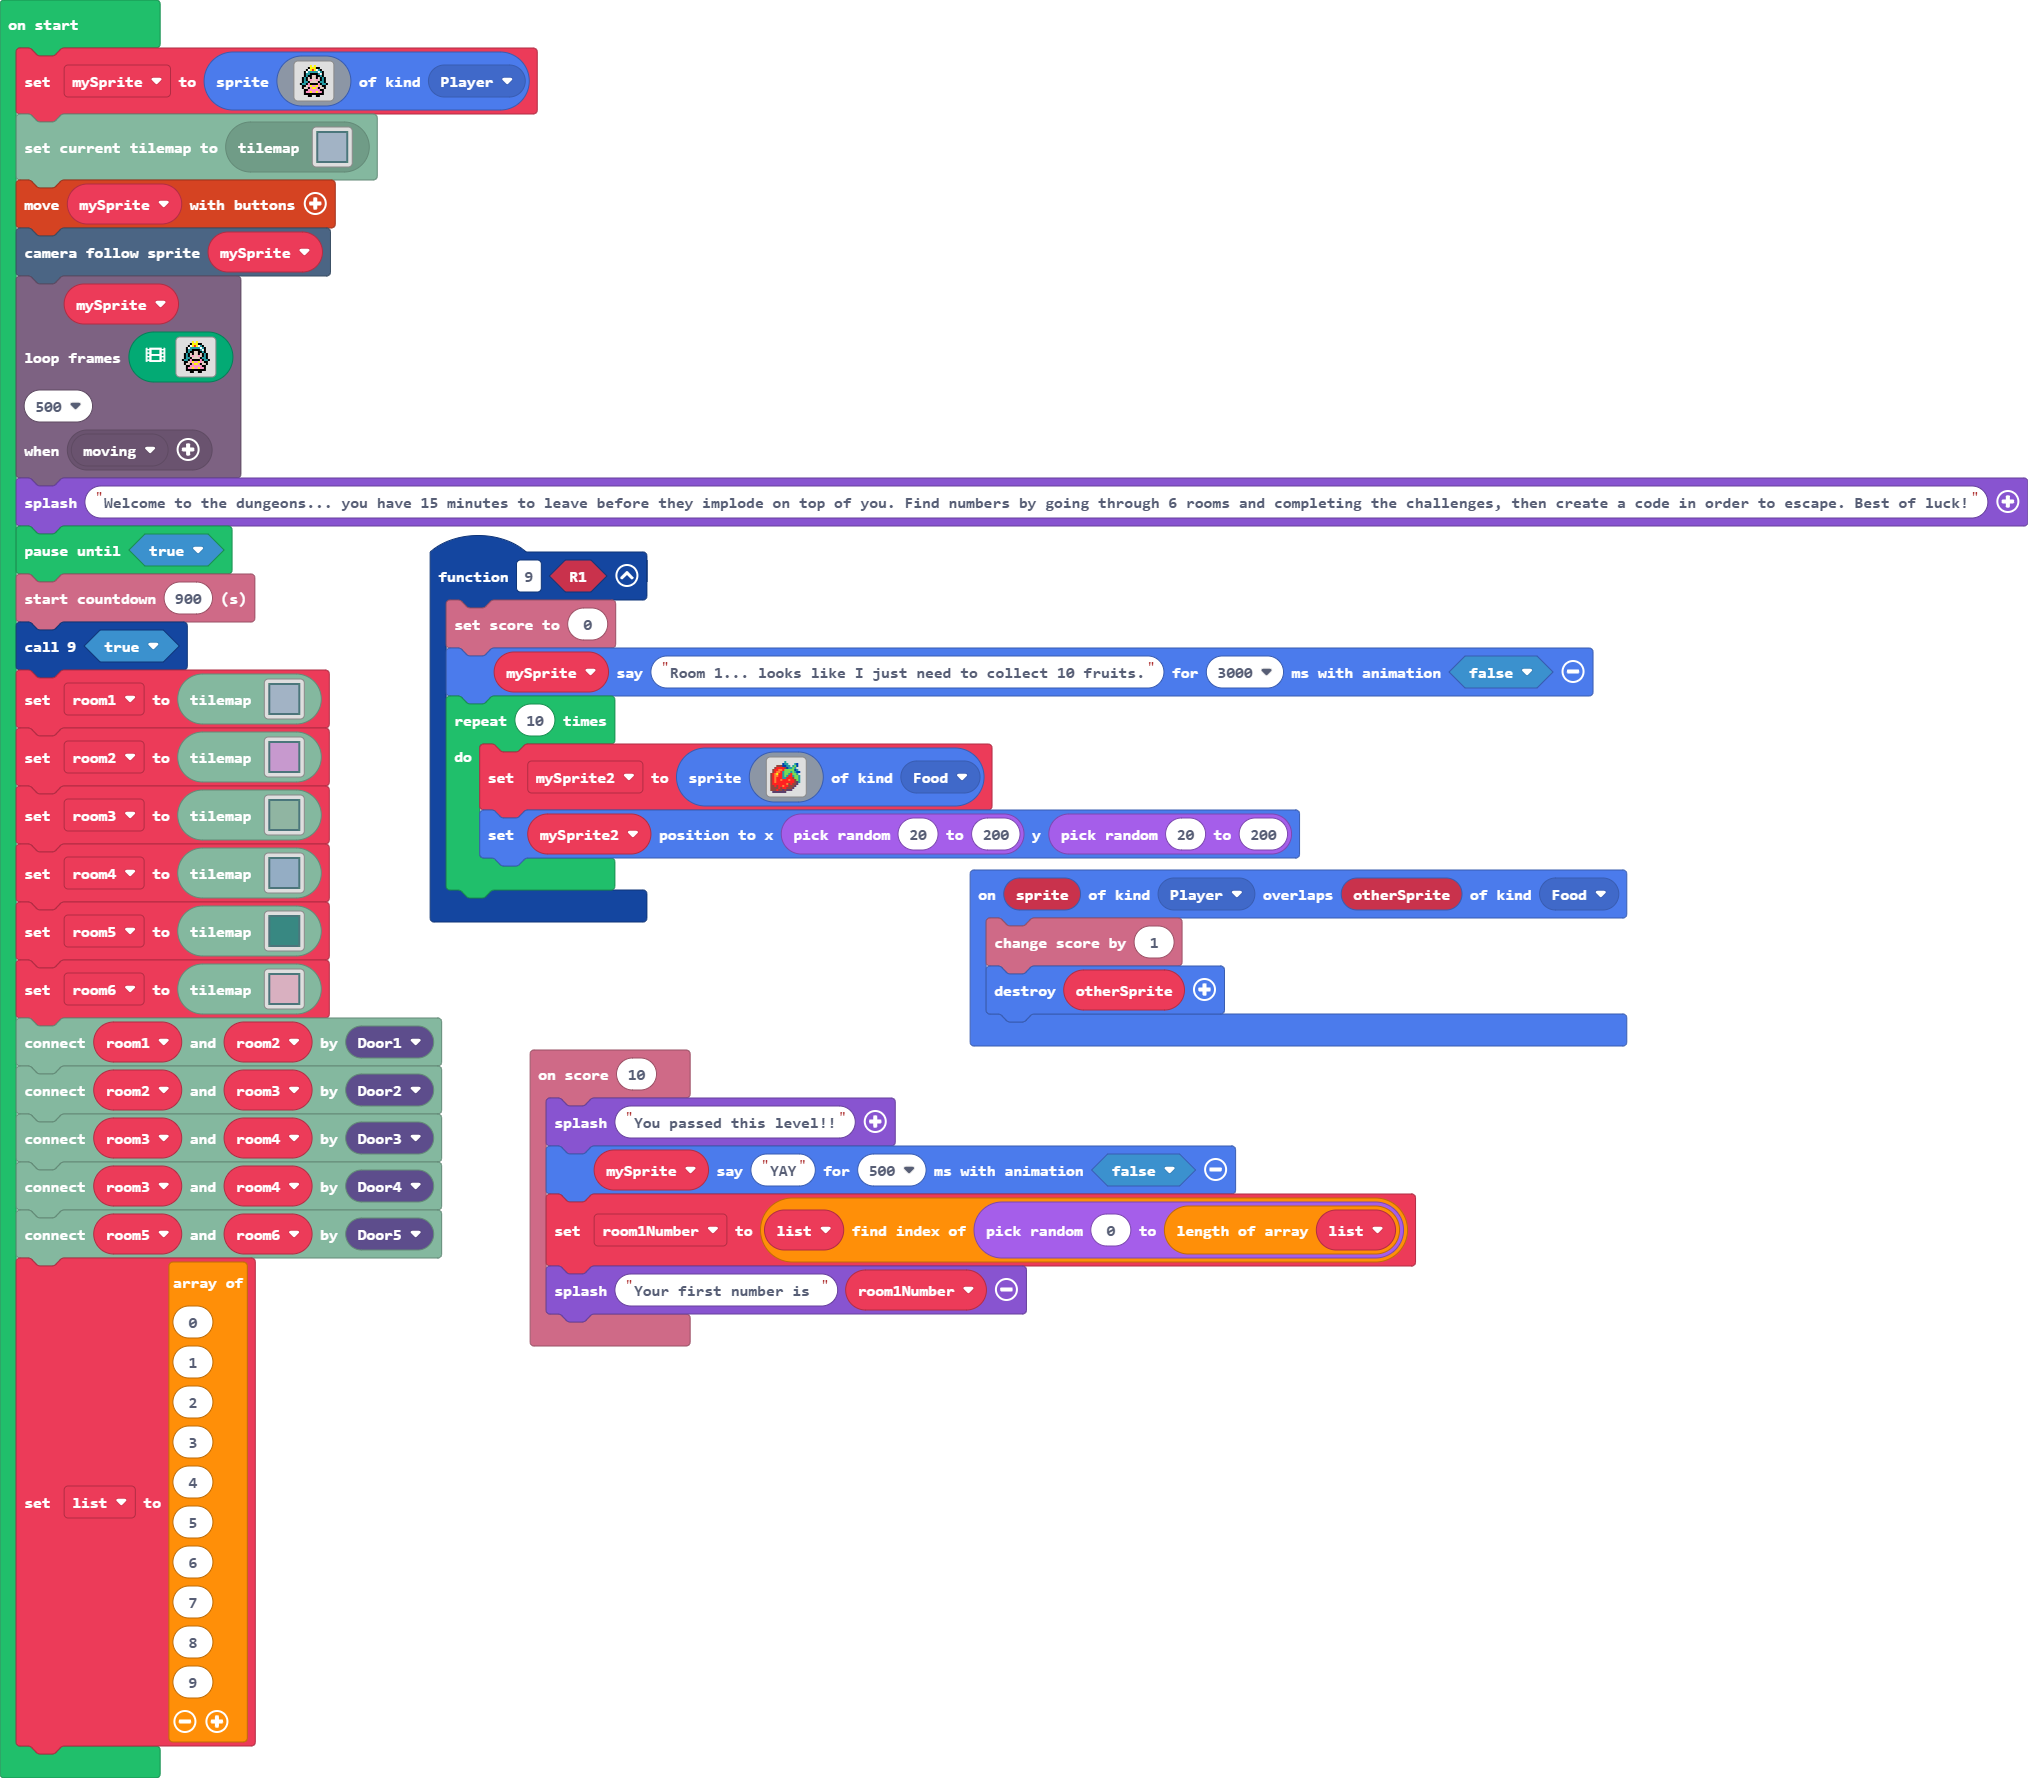 on start
set mySprite to sprite of kind Player
set current tilemap to tilemap
move mySprite with buttons
camera follow sprite mySprite
mySprite
loop frames
500
when moving
splash "Welcome to the dungeons... you have 15 minutes to leave before they implode on top of you. Find numbers by going through 6 rooms and completing the challenges, then create a code in order to escape. Best of luck!"
pause until true
start countdown 900 (s)
call 9 true
set room1 to tilemap
set room2 to tilemap
set room3 to tilemap
set room4 to tilemap
set room5 to tilemap
set room6 to tilemap
connect room1 and room2 by Door1
connect room2 and room3 by Door2
connect room3 and room4 by Door3
connect room3 and room4 by Door4
connect room5 and room6 by Door5
set list to array of
0
1
2
3
4
5
6
7
8
9
function 9 R1
set score to 0
mySprite say "Room 1... looks like I just need to collect 10 fruits." for 3000 ms with animation false
repeat 10 times
do
set mySprite2 to sprite of kind Food
set mySprite2 position to x pick random 20 to 200 y pick random 20 to 200
on sprite of kind Player overlaps otherSprite of kind Food
change score by 1
destroy otherSprite
on score 10
splash "You passed this level!!"
mySprite say "YAY" for 500 ms with animation false
set room1Number to list find index of pick random 0 to length of array list
splash "Your first number is " room1Number